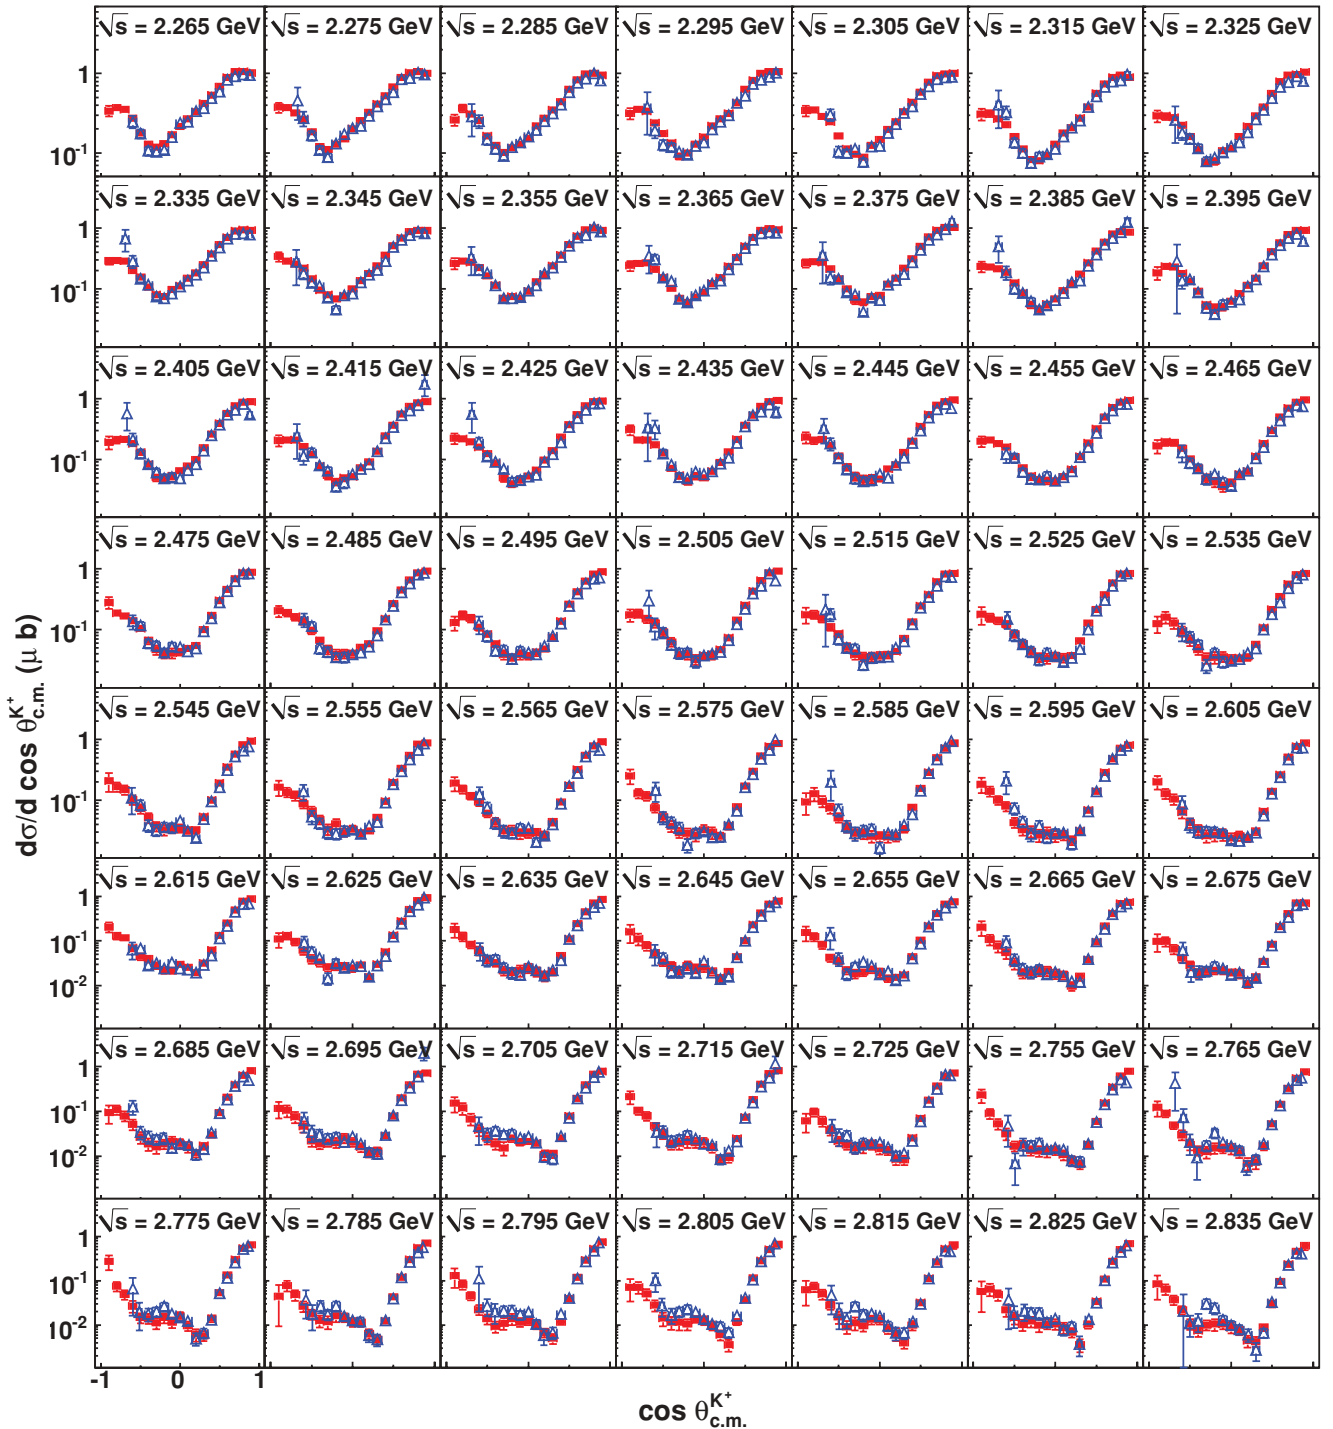 √s = 2.265 GeV √s = 2.275 GeV √s = 2.285 GeV √s = 2.295 GeV √s = 2.305 GeV √s = 2.315 GeV √s = 2.325 GeV
1
10⁻¹
√s = 2.335 GeV √s = 2.345 GeV √s = 2.355 GeV √s = 2.365 GeV √s = 2.375 GeV √s = 2.385 GeV √s = 2.395 GeV
1
10⁻¹
√s = 2.405 GeV √s = 2.415 GeV √s = 2.425 GeV √s = 2.435 GeV √s = 2.445 GeV √s = 2.455 GeV √s = 2.465 GeV
1
10⁻¹
√s = 2.475 GeV √s = 2.485 GeV √s = 2.495 GeV √s = 2.505 GeV √s = 2.515 GeV √s = 2.525 GeV √s = 2.535 GeV
1
10⁻¹
dσ/d cos θ_{c.m.}^{K⁺} (μ b)
√s = 2.545 GeV √s = 2.555 GeV √s = 2.565 GeV √s = 2.575 GeV √s = 2.585 GeV √s = 2.595 GeV √s = 2.605 GeV
1
10⁻¹
√s = 2.615 GeV √s = 2.625 GeV √s = 2.635 GeV √s = 2.645 GeV √s = 2.655 GeV √s = 2.665 GeV √s = 2.675 GeV
1
10⁻¹
10⁻²
√s = 2.685 GeV √s = 2.695 GeV √s = 2.705 GeV √s = 2.715 GeV √s = 2.725 GeV √s = 2.755 GeV √s = 2.765 GeV
1
10⁻¹
10⁻²
√s = 2.775 GeV √s = 2.785 GeV √s = 2.795 GeV √s = 2.805 GeV √s = 2.815 GeV √s = 2.825 GeV √s = 2.835 GeV
1
10⁻¹
10⁻²
-1 0 1
cos θ_{c.m.}^{K⁺}